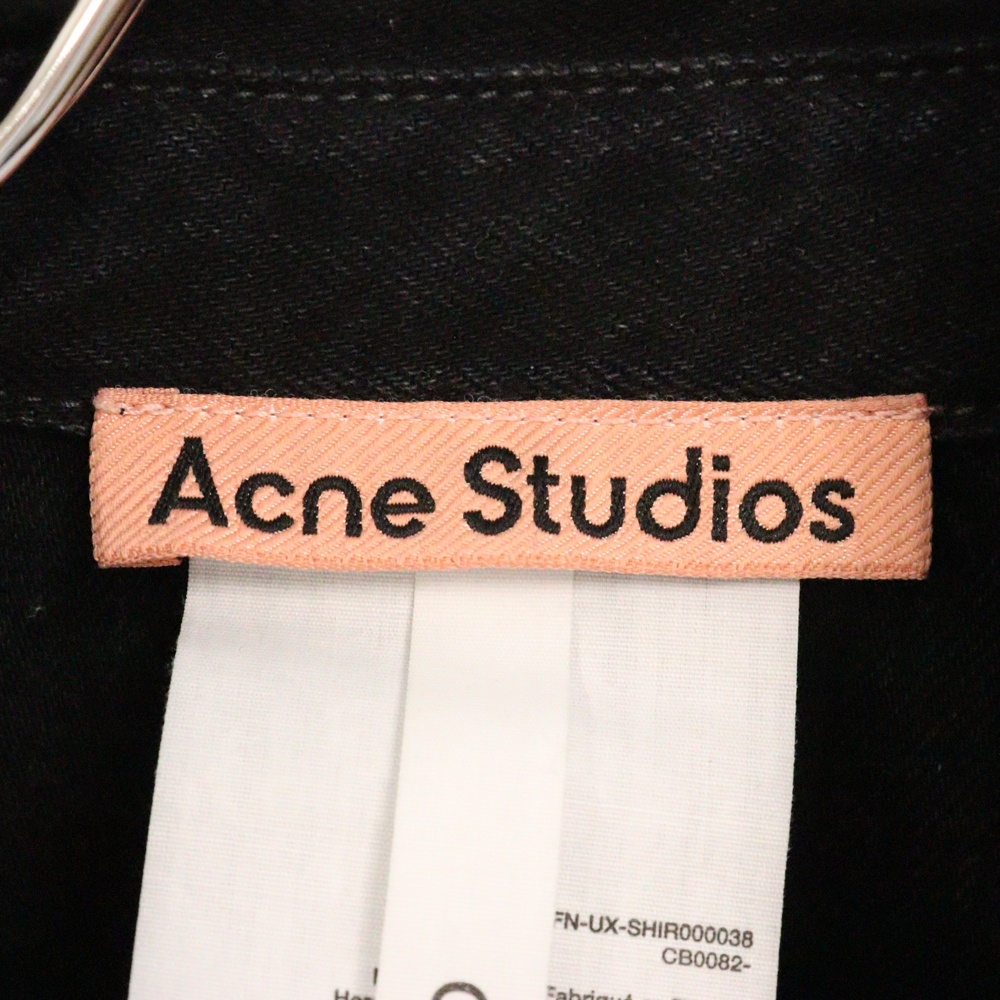 Acne Studios
FN-UX-SHIR000038
CB0082-